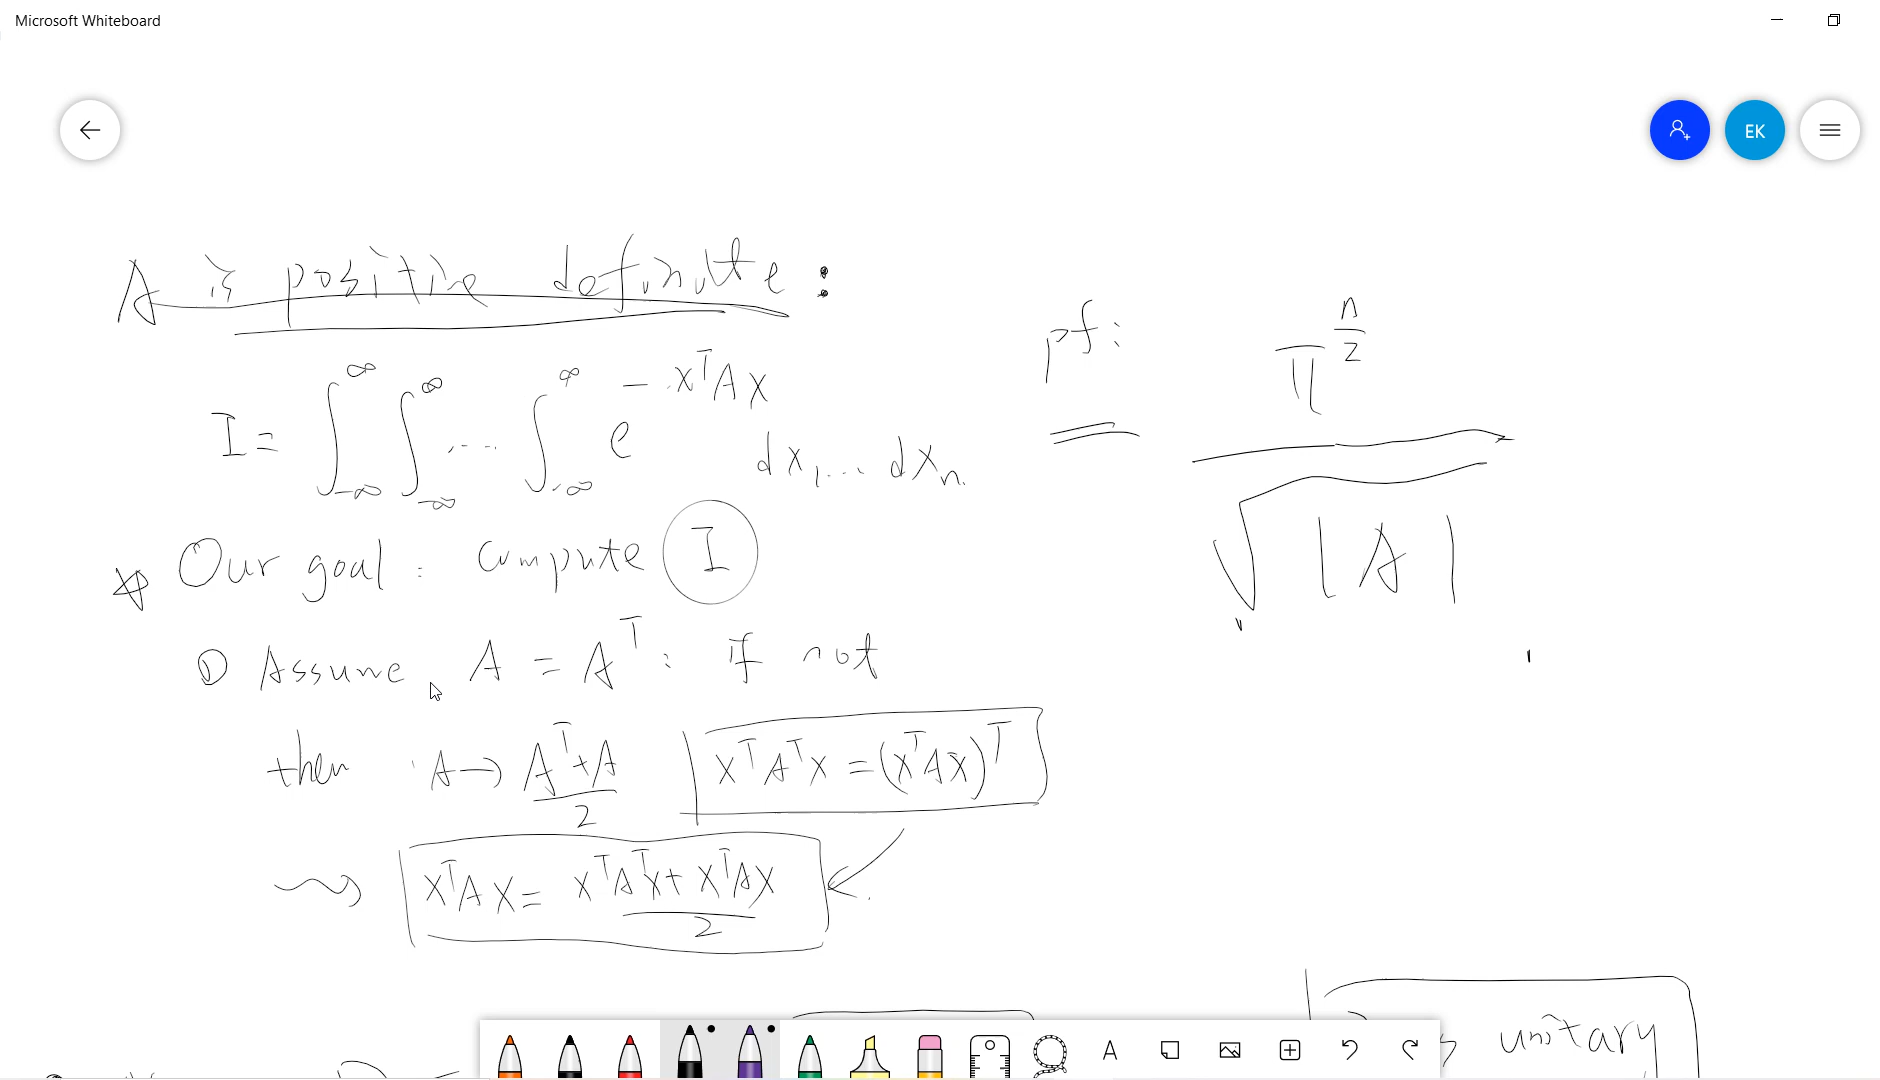 Microsoft Whiteboard
EK
A is positive definite :
I = ∫_{-∞}^{∞} ∫_{-∞}^{∞} ..... ∫_{-∞}^{∞} e^{-x^T A x} dx_1 ... dx_n.
pf: = π^{n/2} / √|A|
☆ Our goal : compute I
① Assume A = A^T : If not
then A → (A^T + A)/2 x^T A^T x = (x^T A x)^T
⇝ x^T A x = (x^T A^T x + x^T A x)/2
unitary
A